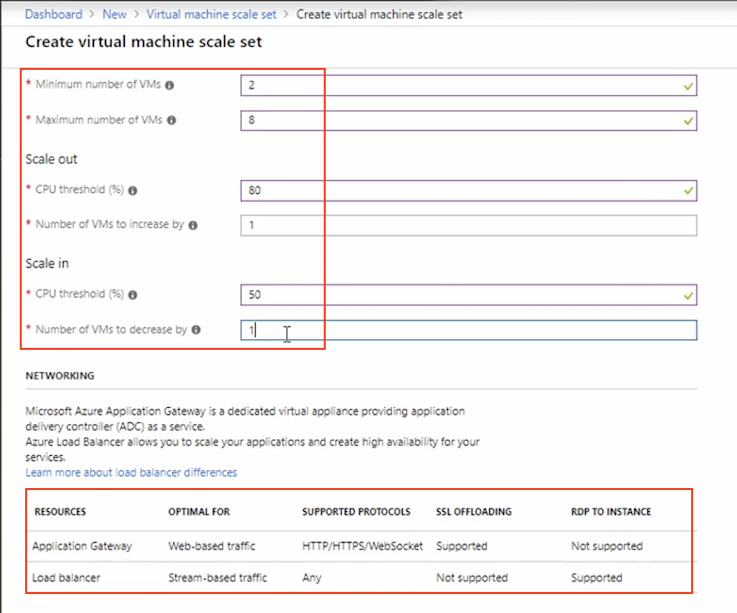 Dashboard > New > Virtual machine scale set > Create virtual machine scale set
Create virtual machine scale set
* Minimum number of VMs 2
* Maximum number of VMs 8
Scale out
* CPU threshold (%) 80
* Number of VMs to increase by 1
Scale in
* CPU threshold (%) 50
* Number of VMs to decrease by 1
NETWORKING
Microsoft Azure Application Gateway is a dedicated virtual appliance providing application
delivery controller (ADC) as a service.
Azure Load Balancer allows you to scale your applications and create high availability for your
services.
Learn more about load balancer differences
RESOURCES OPTIMAL FOR SUPPORTED PROTOCOLS SSL OFFLOADING RDP TO INSTANCE
Application Gateway Web-based traffic HTTP/HTTPS/WebSocket Supported Not supported
Load balancer Stream-based traffic Any Not supported Supported